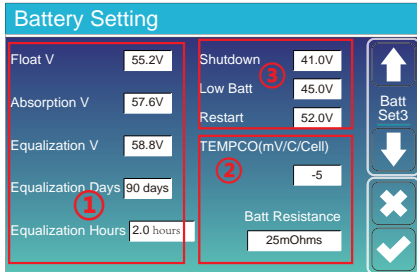 Battery Setting
Float V 55.2V
Absorption V 57.6V
Equalization V 58.8V
Equalization Days 90 days
Equalization Hours 2.0 hours
①
Shutdown 41.0V
Low Batt 45.0V
Restart 52.0V
③
TEMPCO(mV/C/Cell)
-5
②
Batt Resistance
25mOhms
Batt
Set3